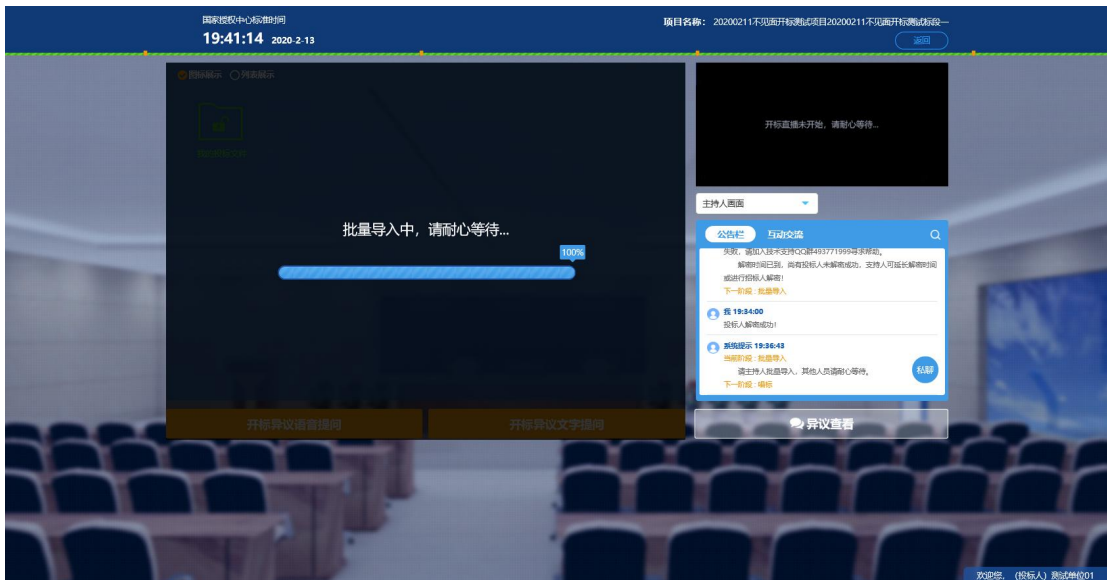 国家授权中心标准时间
19:41:14 2020-2-13
项目名称: 20200211不见面开标测试项目20200211不见面开标测试标段一
返回
图标展示 列表展示
批量导入中，请耐心等待...
100%
开标异议语音提问
开标异议文字提问
开标直播未开始，请耐心等待...
主持人画面
公告栏 互动交流
失败，请加入技术支持QQ群493771999寻求帮助。
解密时间已到，尚有投标人未解密成功，支持人可延长解密时间
或进行招标人解密!
下一阶段: 批量导入
我 19:34:00
投标人解密成功!
系统提示 19:36:43
当前阶段: 批量导入
请主持人批量导入，其他人员请耐心等待。
下一阶段: 唱标
私聊
异议查看
欢迎您，(投标人) 测试单位01